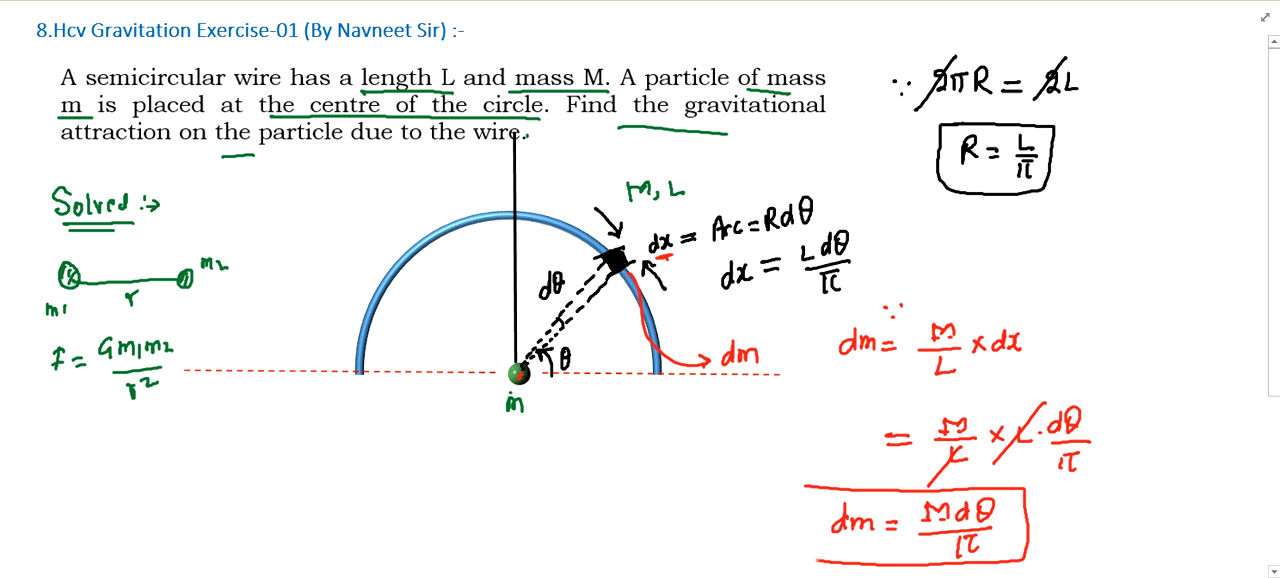 8.Hcv Gravitation Exercise-01 (By Navneet Sir) :-
A semicircular wire has a length L and mass M. A particle of mass
m is placed at the centre of the circle. Find the gravitational
attraction on the particle due to the wire.
∵ 2πR = 2L
R = L/π
Solved :→
M, L
dx = Arc = Rdθ
dx = L dθ/π
m1
r
m2
f = Gm1m2/r²
dθ
θ
m
dm
∵
dm = M/L × dx
= M/L × L·dθ/π
dm = Mdθ/π